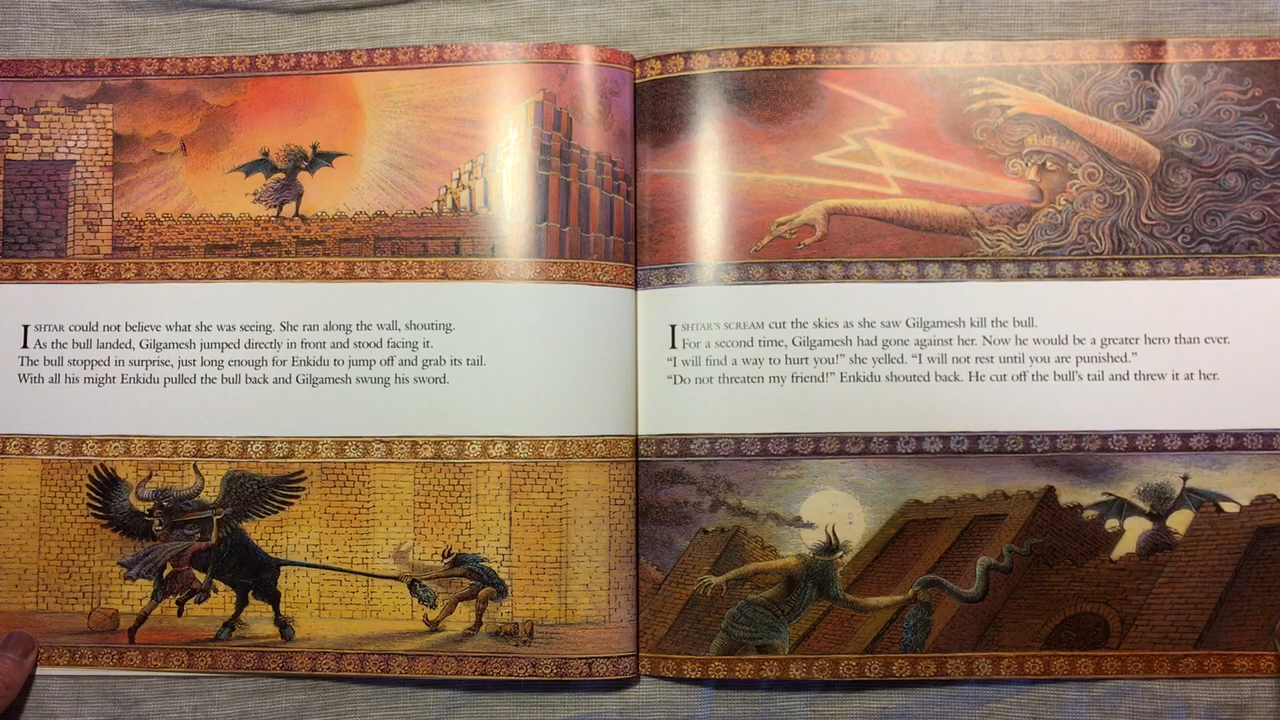 ISHTAR could not believe what she was seeing. She ran along the wall, shouting.
As the bull landed, Gilgamesh jumped directly in front and stood facing it.
The bull stopped in surprise, just long enough for Enkidu to jump off and grab its tail.
With all his might Enkidu pulled the bull back and Gilgamesh swung his sword.
ISHTAR'S SCREAM cut the skies as she saw Gilgamesh kill the bull.
For a second time, Gilgamesh had gone against her. Now he would be a greater hero than ever.
“I will find a way to hurt you!” she yelled. “I will not rest until you are punished.”
“Do not threaten my friend!” Enkidu shouted back. He cut off the bull's tail and threw it at her.